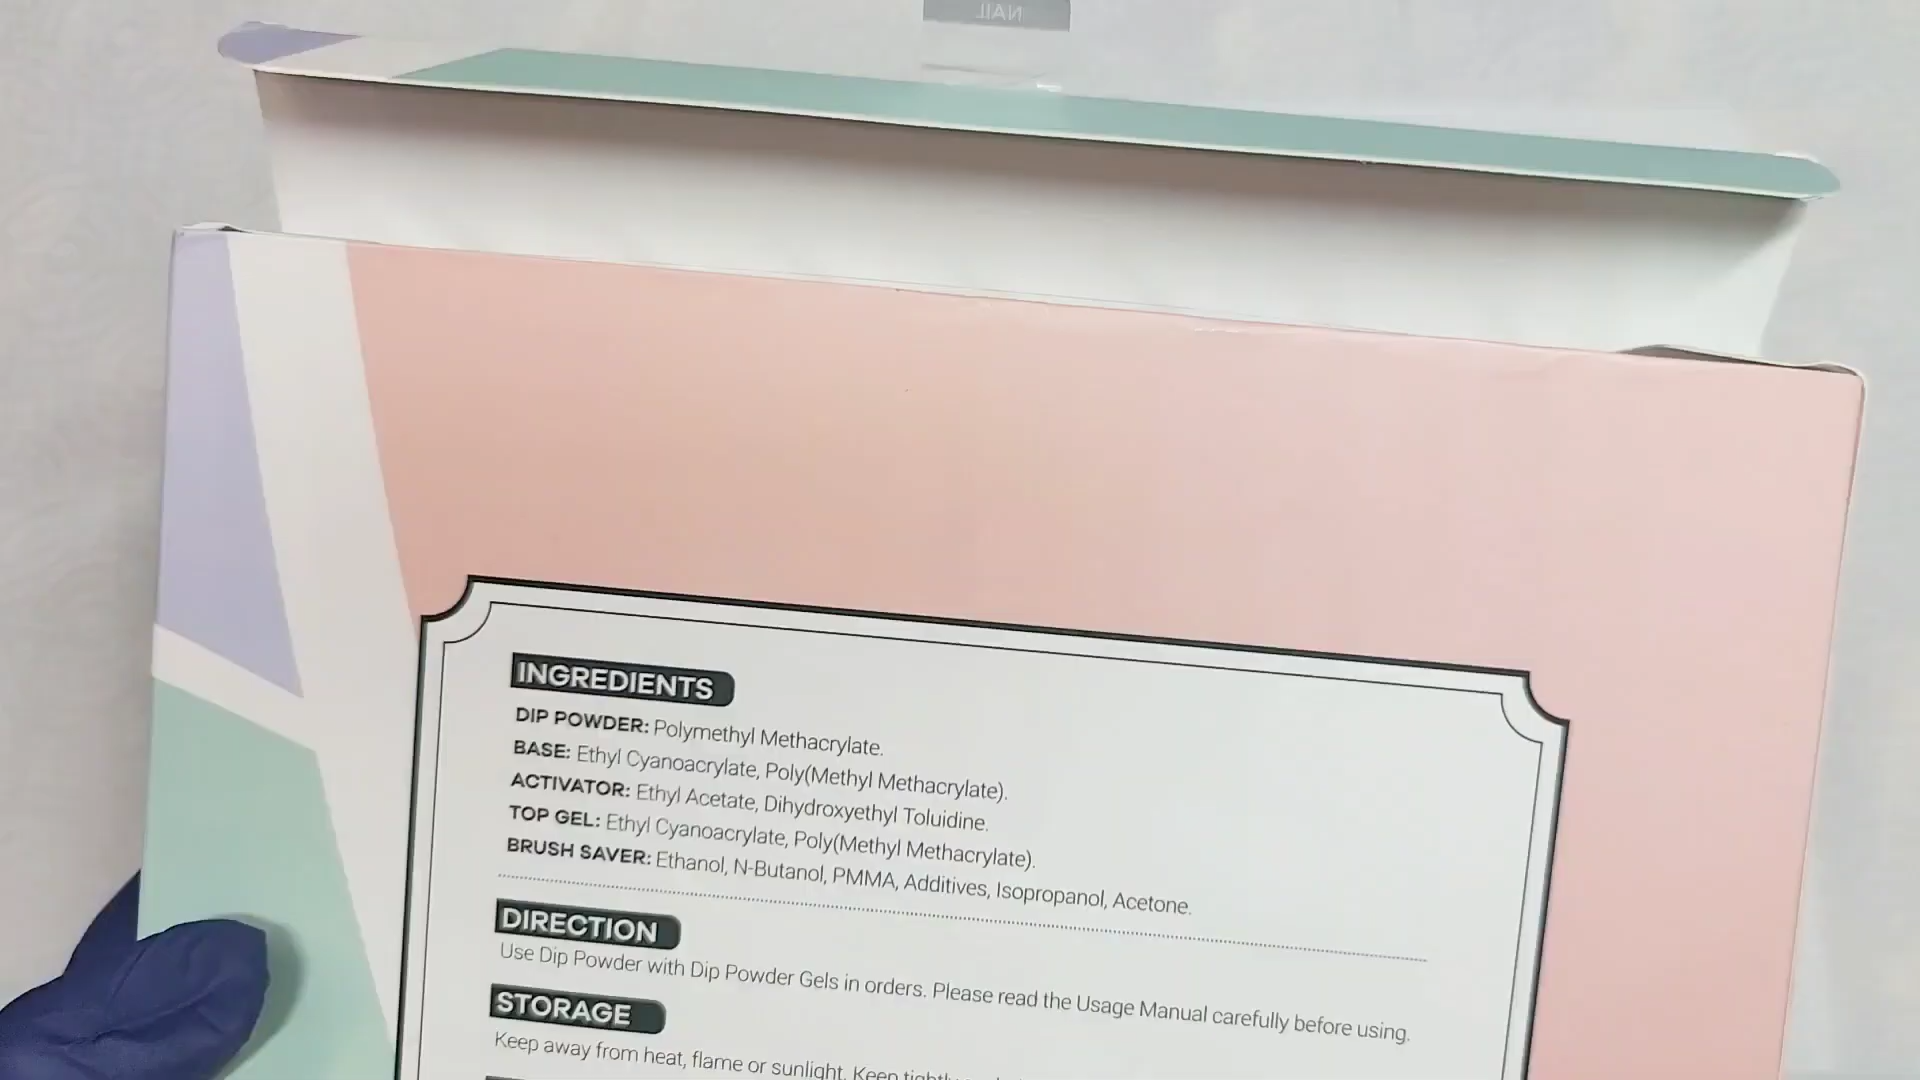 NAIL
INGREDIENTS
DIP POWDER: Polymethyl Methacrylate.
BASE: Ethyl Cyanoacrylate, Poly(Methyl Methacrylate).
ACTIVATOR: Ethyl Acetate, Dihydroxyethyl Toluidine.
TOP GEL: Ethyl Cyanoacrylate, Poly(Methyl Methacrylate).
BRUSH SAVER: Ethanol, N-Butanol, PMMA, Additives, Isopropanol, Acetone.
DIRECTION
Use Dip Powder with Dip Powder Gels in orders. Please read the Usage Manual carefully before using.
STORAGE
Keep away from heat, flame or sunlight. Keep tightly